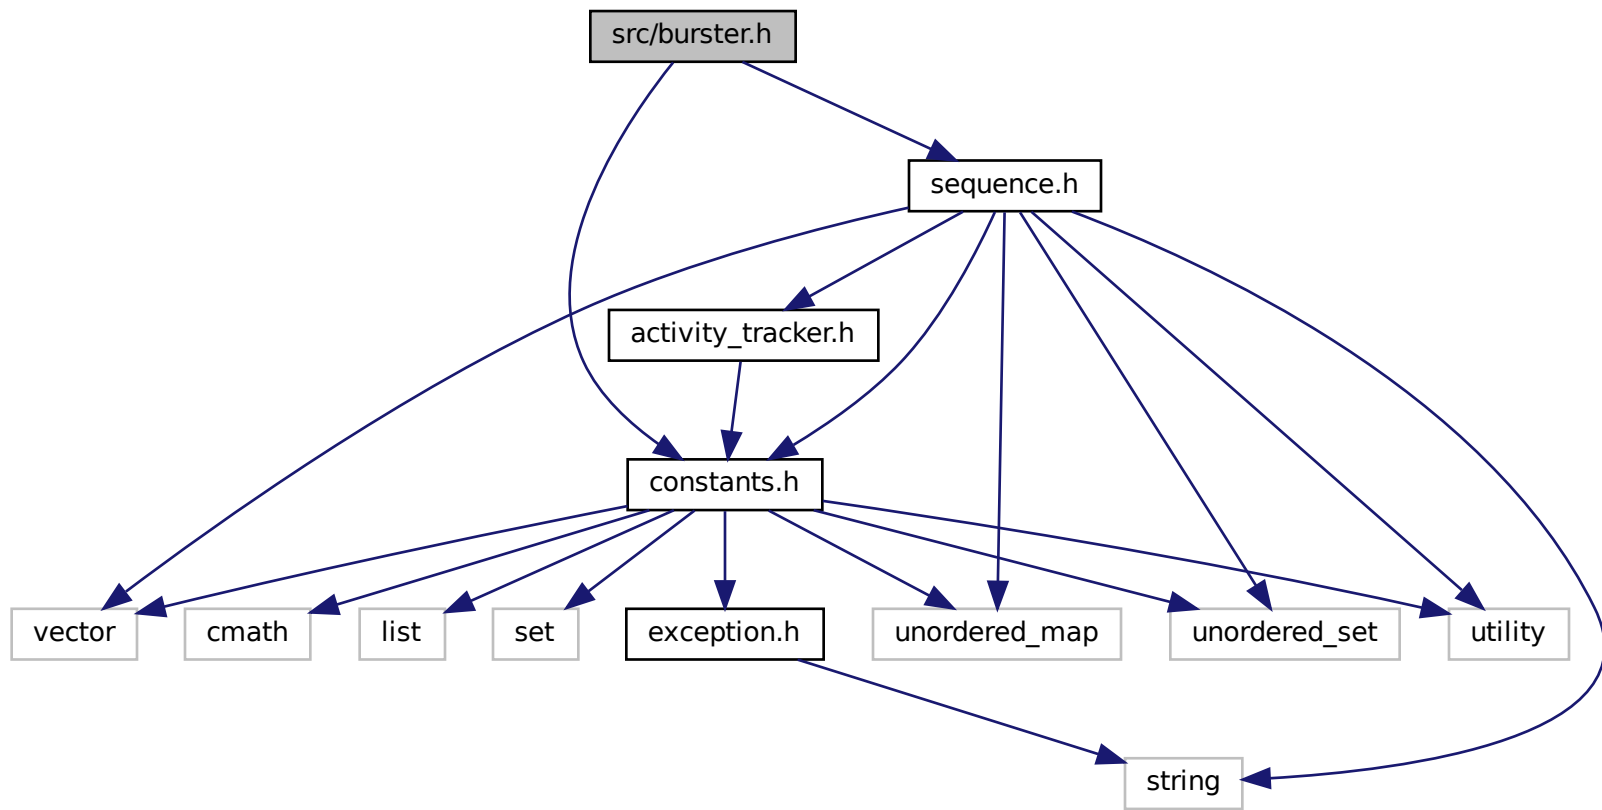 src/burster.h
sequence.h
activity_tracker.h
constants.h
vector
cmath
list
set
exception.h
unordered_map
unordered_set
utility
string